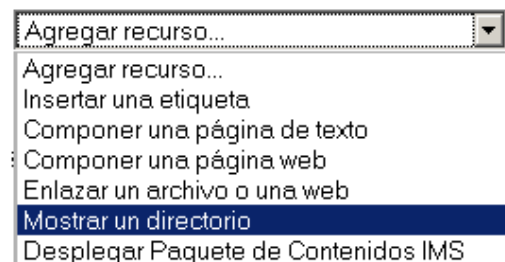 Agregar recurso...
Agregar recurso...
Insertar una etiqueta
Componer una página de texto
Componer una página web
Enlazar un archivo o una web
Mostrar un directorio
Desplegar Paquete de Contenidos IMS